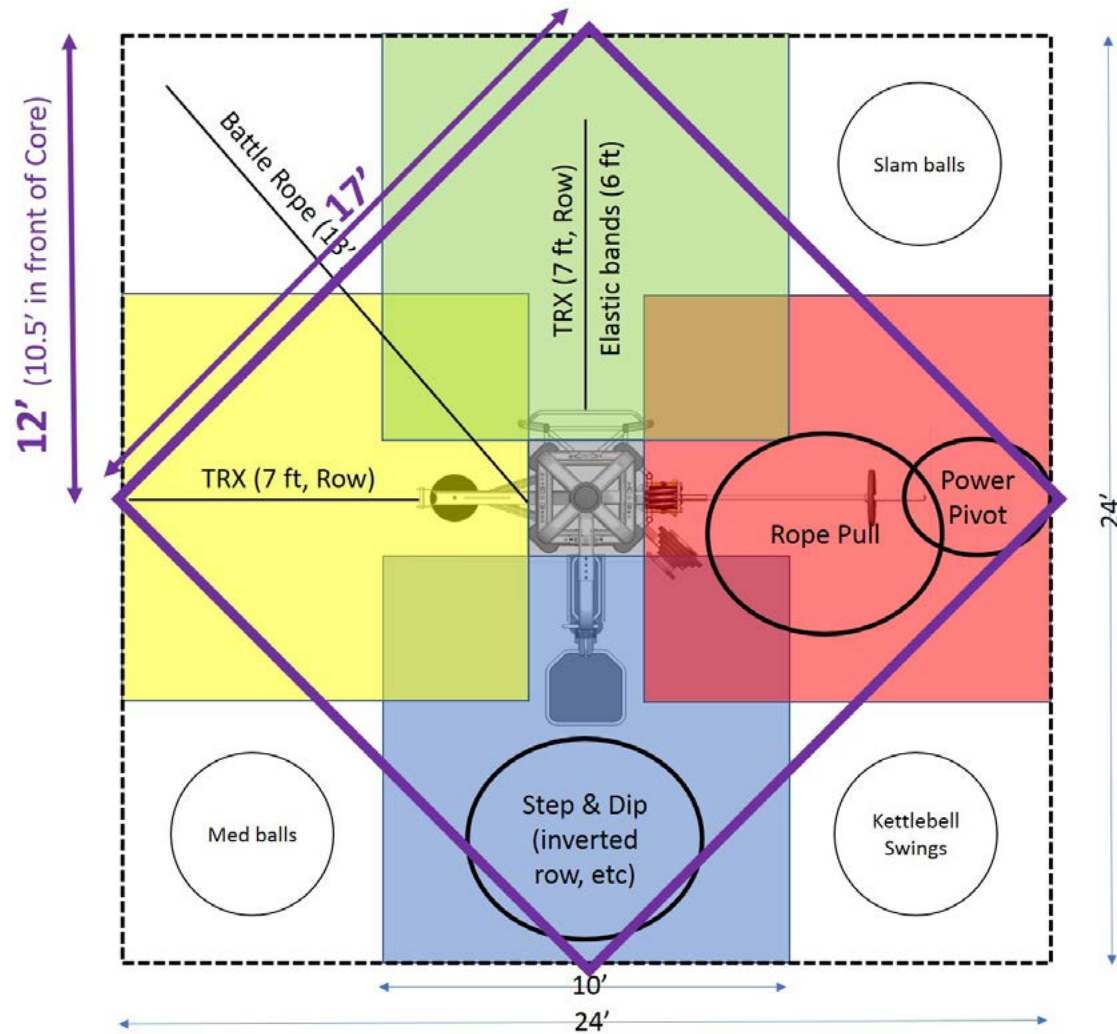 12’ (10.5’ in front of Core)
17’
Battle Rope (13’
TRX (7 ft, Row)
Elastic bands (6 ft)
Slam balls
TRX (7 ft, Row)
Rope Pull
Power
Pivot
24’
Med balls
Step & Dip
(inverted
row, etc)
Kettlebell
Swings
10’
24’